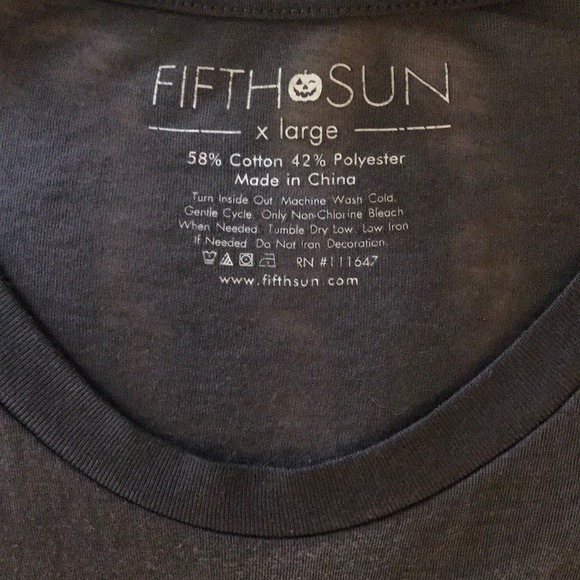 FIFTH SUN
x large
58% Cotton 42% Polyester
Made in China
Turn Inside Out. Machine Wash Cold.
Gentle Cycle. Only Non-Chlorine Bleach
When Needed. Tumble Dry Low. Low Iron
If Needed. Do Not Iron Decoration.
RN #111647
www.fifthsun.com